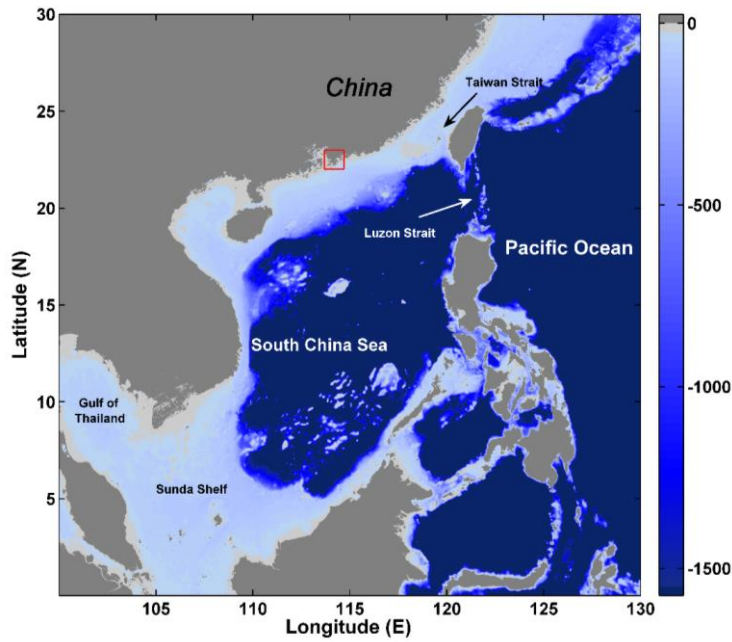 30
25
20
15
10
5
Latitude (N)
105
110
115
120
125
130
Longitude (E)
China
Taiwan Strait
Luzon Strait
Pacific Ocean
South China Sea
Gulf of
Thailand
Sunda Shelf
0
-500
-1000
-1500